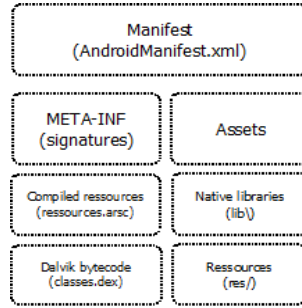 Manifest
(AndroidManifest.xml)
META-INF
(signatures)
Assets
Compiled ressources
(ressources.arsc)
Native libraries
(lib\)
Dalvik bytecode
(classes.dex)
Ressources
(res/)